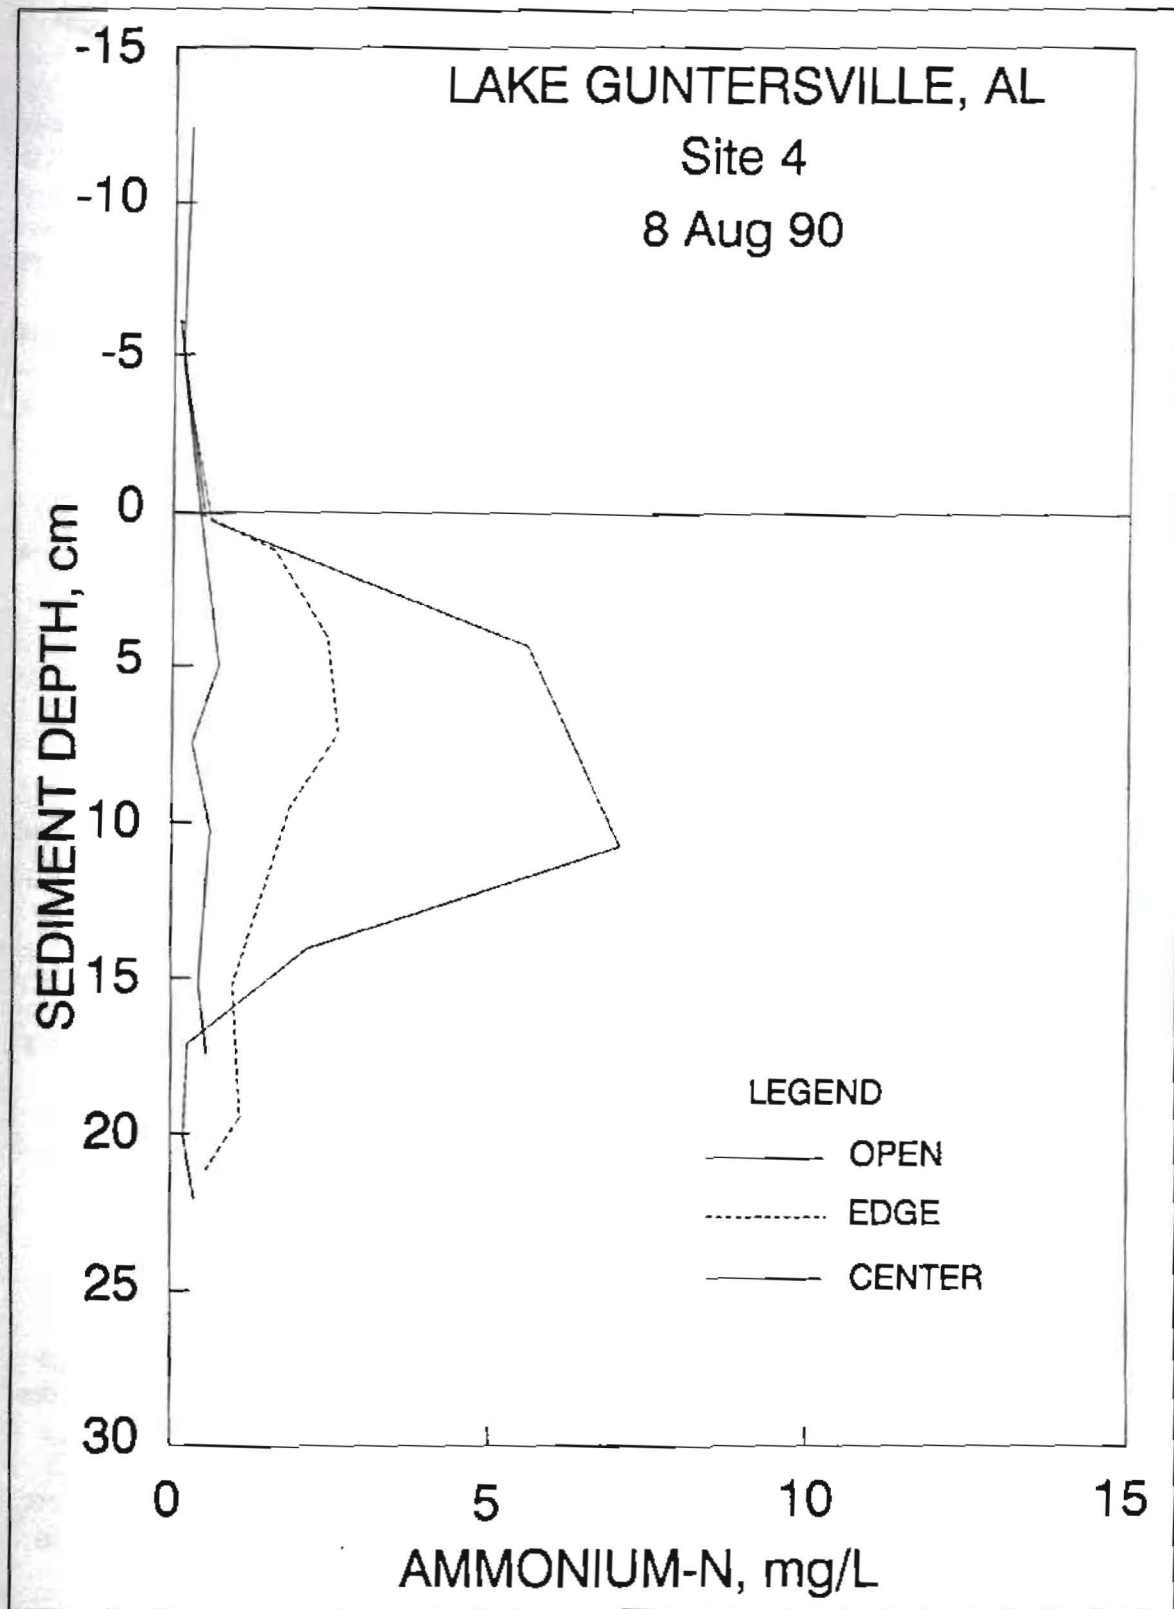 LAKE GUNTERSVILLE, AL
Site 4
8 Aug 90
-15
-10
-5
0
5
10
15
20
25
30
SEDIMENT DEPTH, cm
LEGEND
OPEN
EDGE
CENTER
0 5 10 15
AMMONIUM-N, mg/L